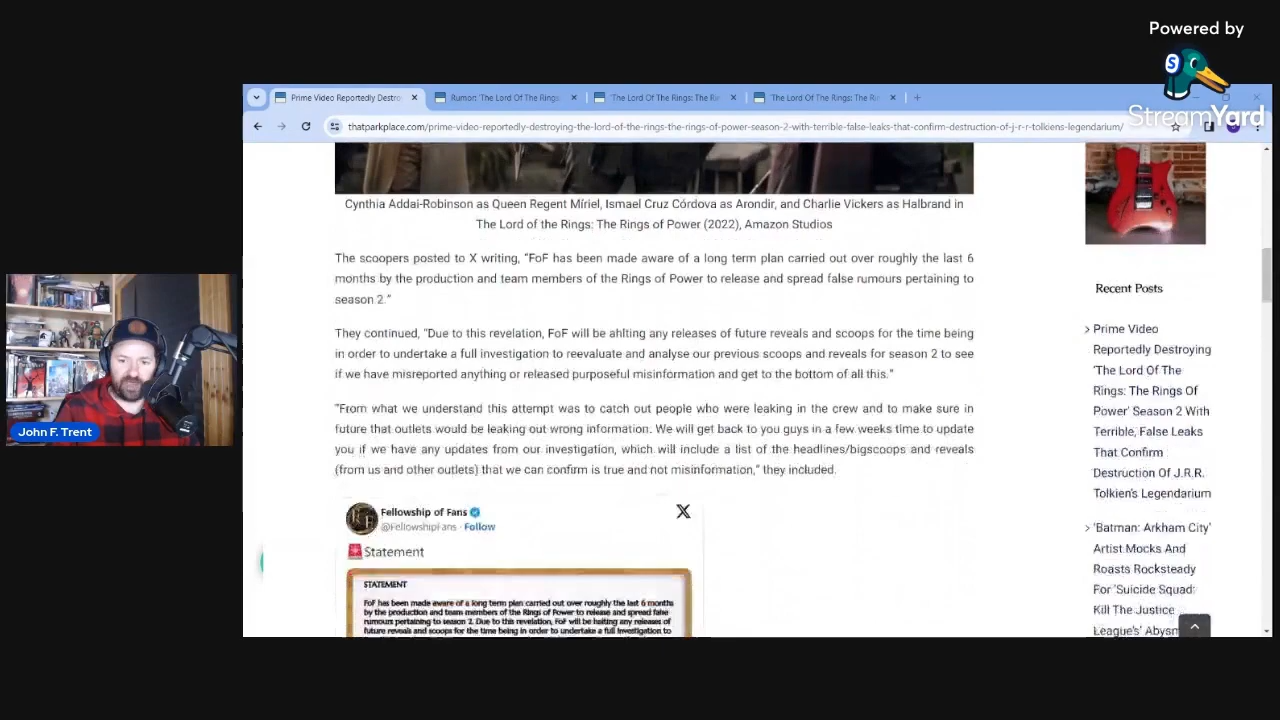 Powered by
StreamYard
Prime Video Reportedly Destro
Rumor: 'The Lord Of The Rings:
'The Lord Of The Rings: The Ri
'The Lord Of The Rings: The Ri
thatparkplace.com/prime-video-reportedly-destroying-the-lord-of-the-rings-the-rings-of-power-season-2-with-terrible-false-leaks-that-confirm-destruction-of-j-r-r-tolkiens-legendarium/
Cynthia Addai-Robinson as Queen Regent Míriel, Ismael Cruz Córdova as Arondir, and Charlie Vickers as Halbrand in
The Lord of the Rings: The Rings of Power (2022), Amazon Studios
The scoopers posted to X writing, "FoF has been made aware of a long term plan carried out over roughly the last 6
months by the production and team members of the Rings of Power to release and spread false rumours pertaining to
season 2."
They continued, "Due to this revelation, FoF will be ahlting any releases of future reveals and scoops for the time being
in order to undertake a full investigation to reevaluate and analyse our previous scoops and reveals for season 2 to see
if we have misreported anything or released purposeful misinformation and get to the bottom of all this."
"From what we understand this attempt was to catch out people who were leaking in the crew and to make sure in
future that outlets would be leaking out wrong information. We will get back to you guys in a few weeks time to update
you if we have any updates from our investigation, which will include a list of the headlines/bigscoops and reveals
(from us and other outlets) that we can confirm is true and not misinformation," they included.
Fellowship of Fans
@FellowshipFans · Follow
Statement
STATEMENT
FoF has been made aware of a long term plan carried out over roughly the last 6 months
by the production and team members of the Rings of Power to release and spread false
rumours pertaining to season 2. Due to this revelation, FoF will be halting any releases of
future reveals and scoops for the time being in order to undertake a full investigation to
Recent Posts
Prime Video
Reportedly Destroying
'The Lord Of The
Rings: The Rings Of
Power' Season 2 With
Terrible, False Leaks
That Confirm
Destruction Of J.R.R.
Tolkien's Legendarium
'Batman: Arkham City'
Artist Mocks And
Roasts Rocksteady
For 'Suicide Squad:
Kill The Justice
League's' Abysm
John F. Trent